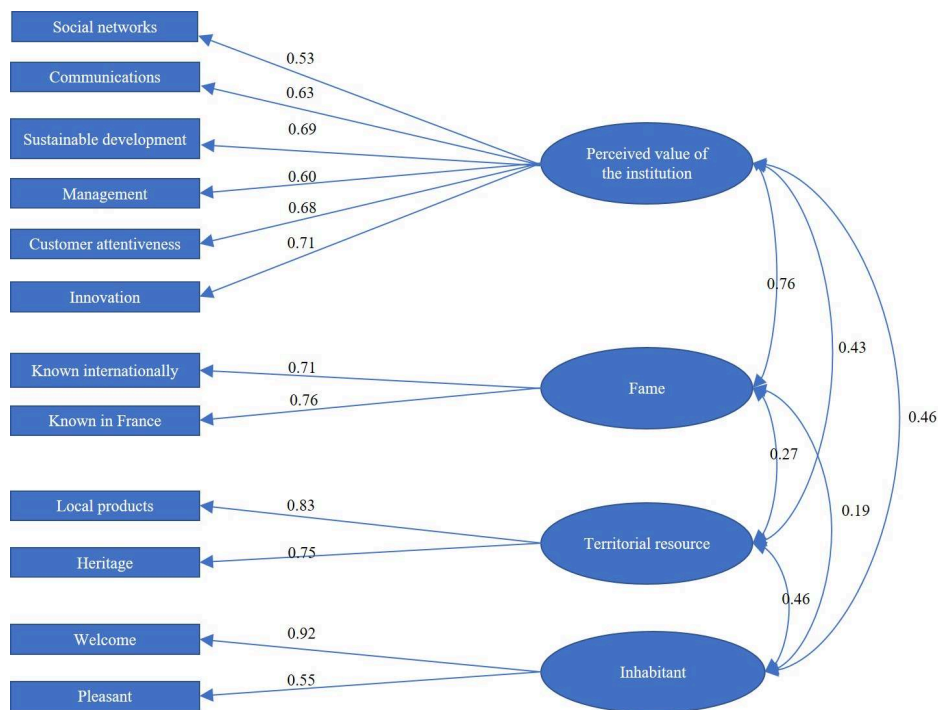 Social networks
0.53
Communications
0.63
Sustainable development
0.69
Perceived value of
the institution
Management
0.60
Customer attentiveness
0.68
Innovation
0.71
0.76
0.43
Known internationally
0.71
Fame
Known in France
0.76
0.46
0.27
Local products
0.83
0.19
Territorial resource
Heritage
0.75
0.46
Welcome
0.92
Inhabitant
Pleasant
0.55